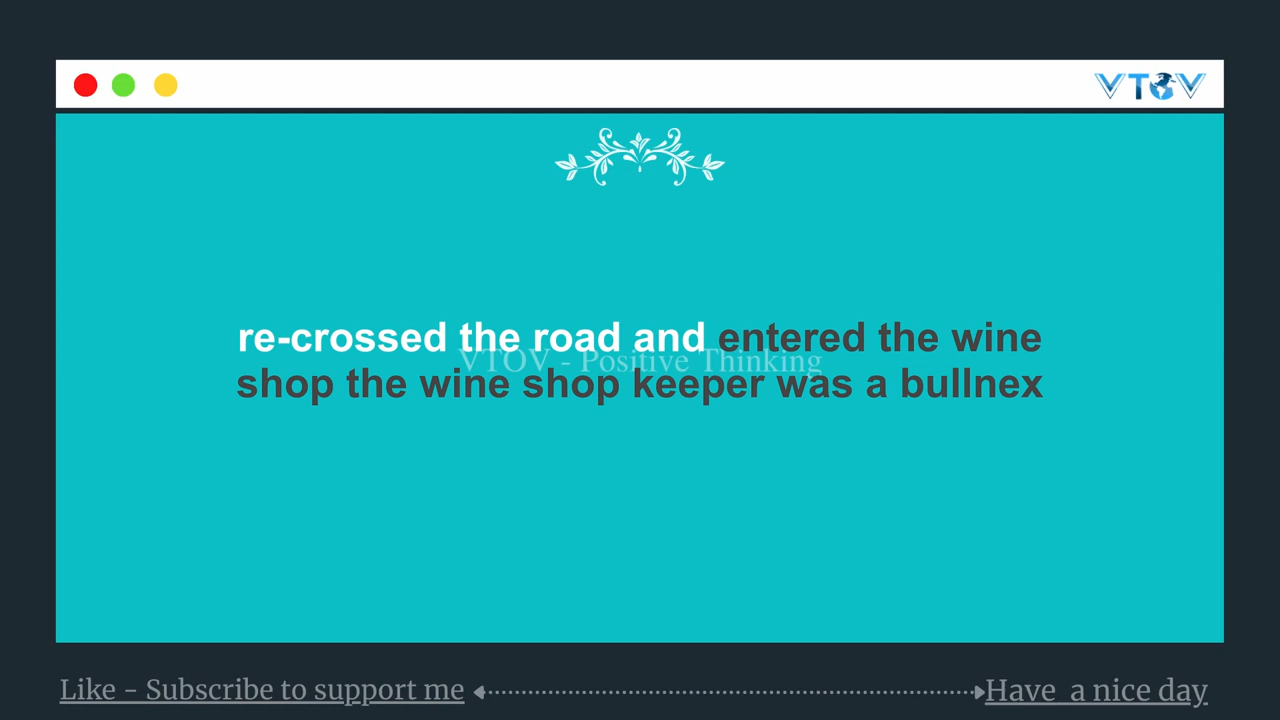 VTOV
re-crossed the road and entered the wine
VTOV - Positive Thinking
shop the wine shop keeper was a bullnex
Like - Subscribe to support me
Have a nice day